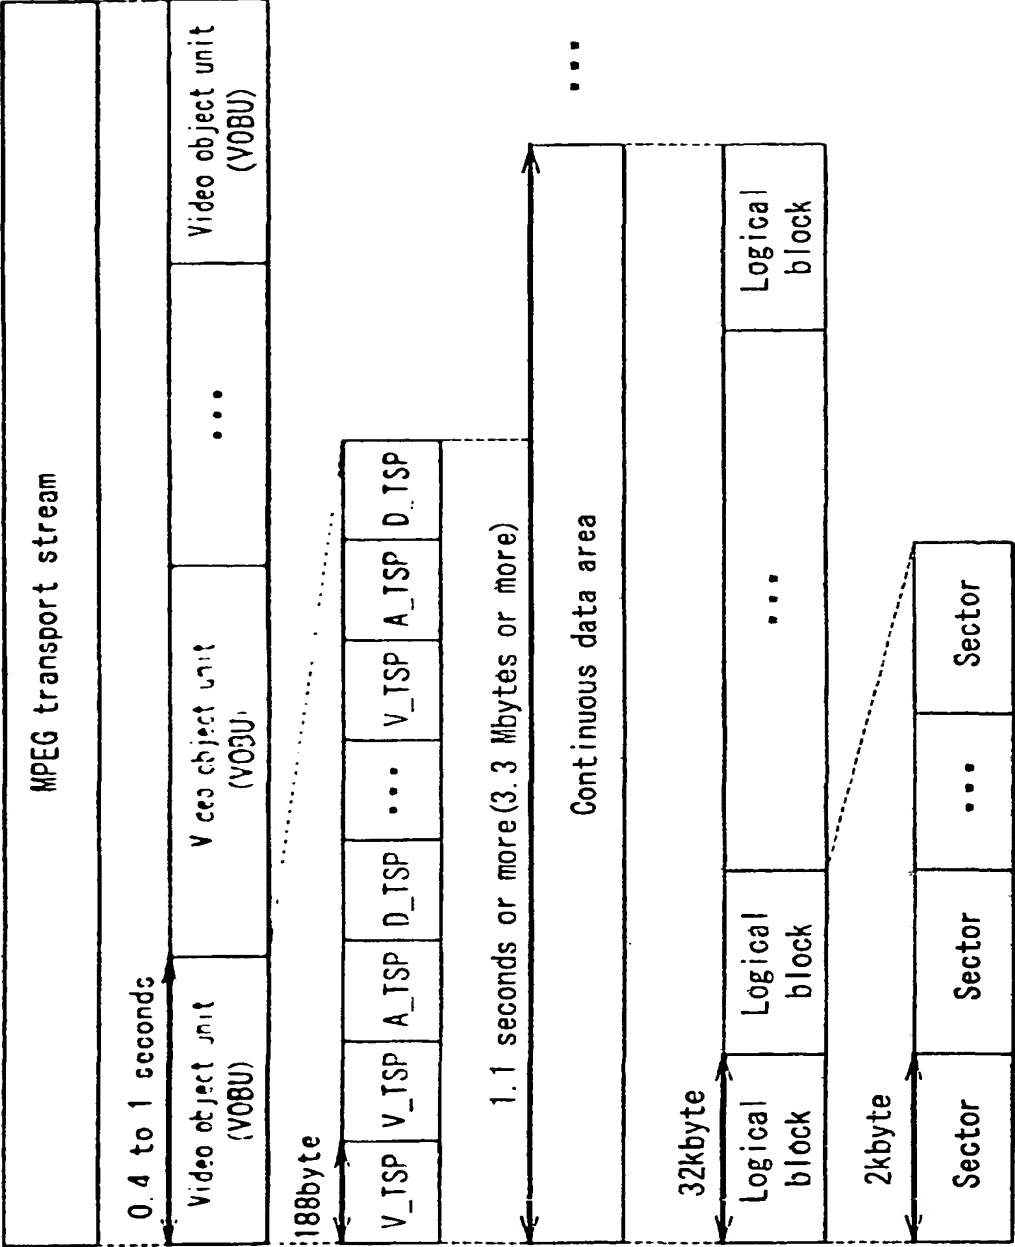 MPEG transport stream
0.4 to 1 seconds
Video object unit
(VOBU)
Video object unit
(VOBU)
...
Video object unit
(VOBU)
188byte
V_TSP
V_TSP
A_TSP
D_TSP
...
V_TSP
A_TSP
D_TSP
1.1 seconds or more(3.3 Mbytes or more)
Continuous data area
...
32kbyte
Logical
block
Logical
block
...
Logical
block
2kbyte
Sector
Sector
...
Sector